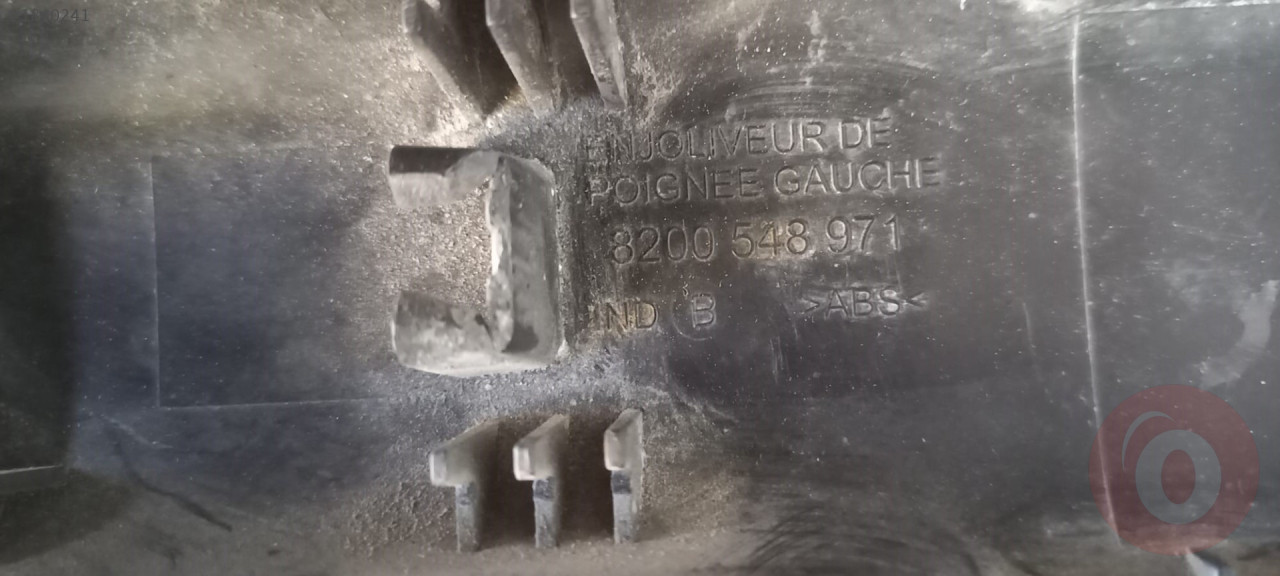 ENJOLIVEUR DE
POIGNEE GAUCHE
8200 548 971
IND B >ABS<